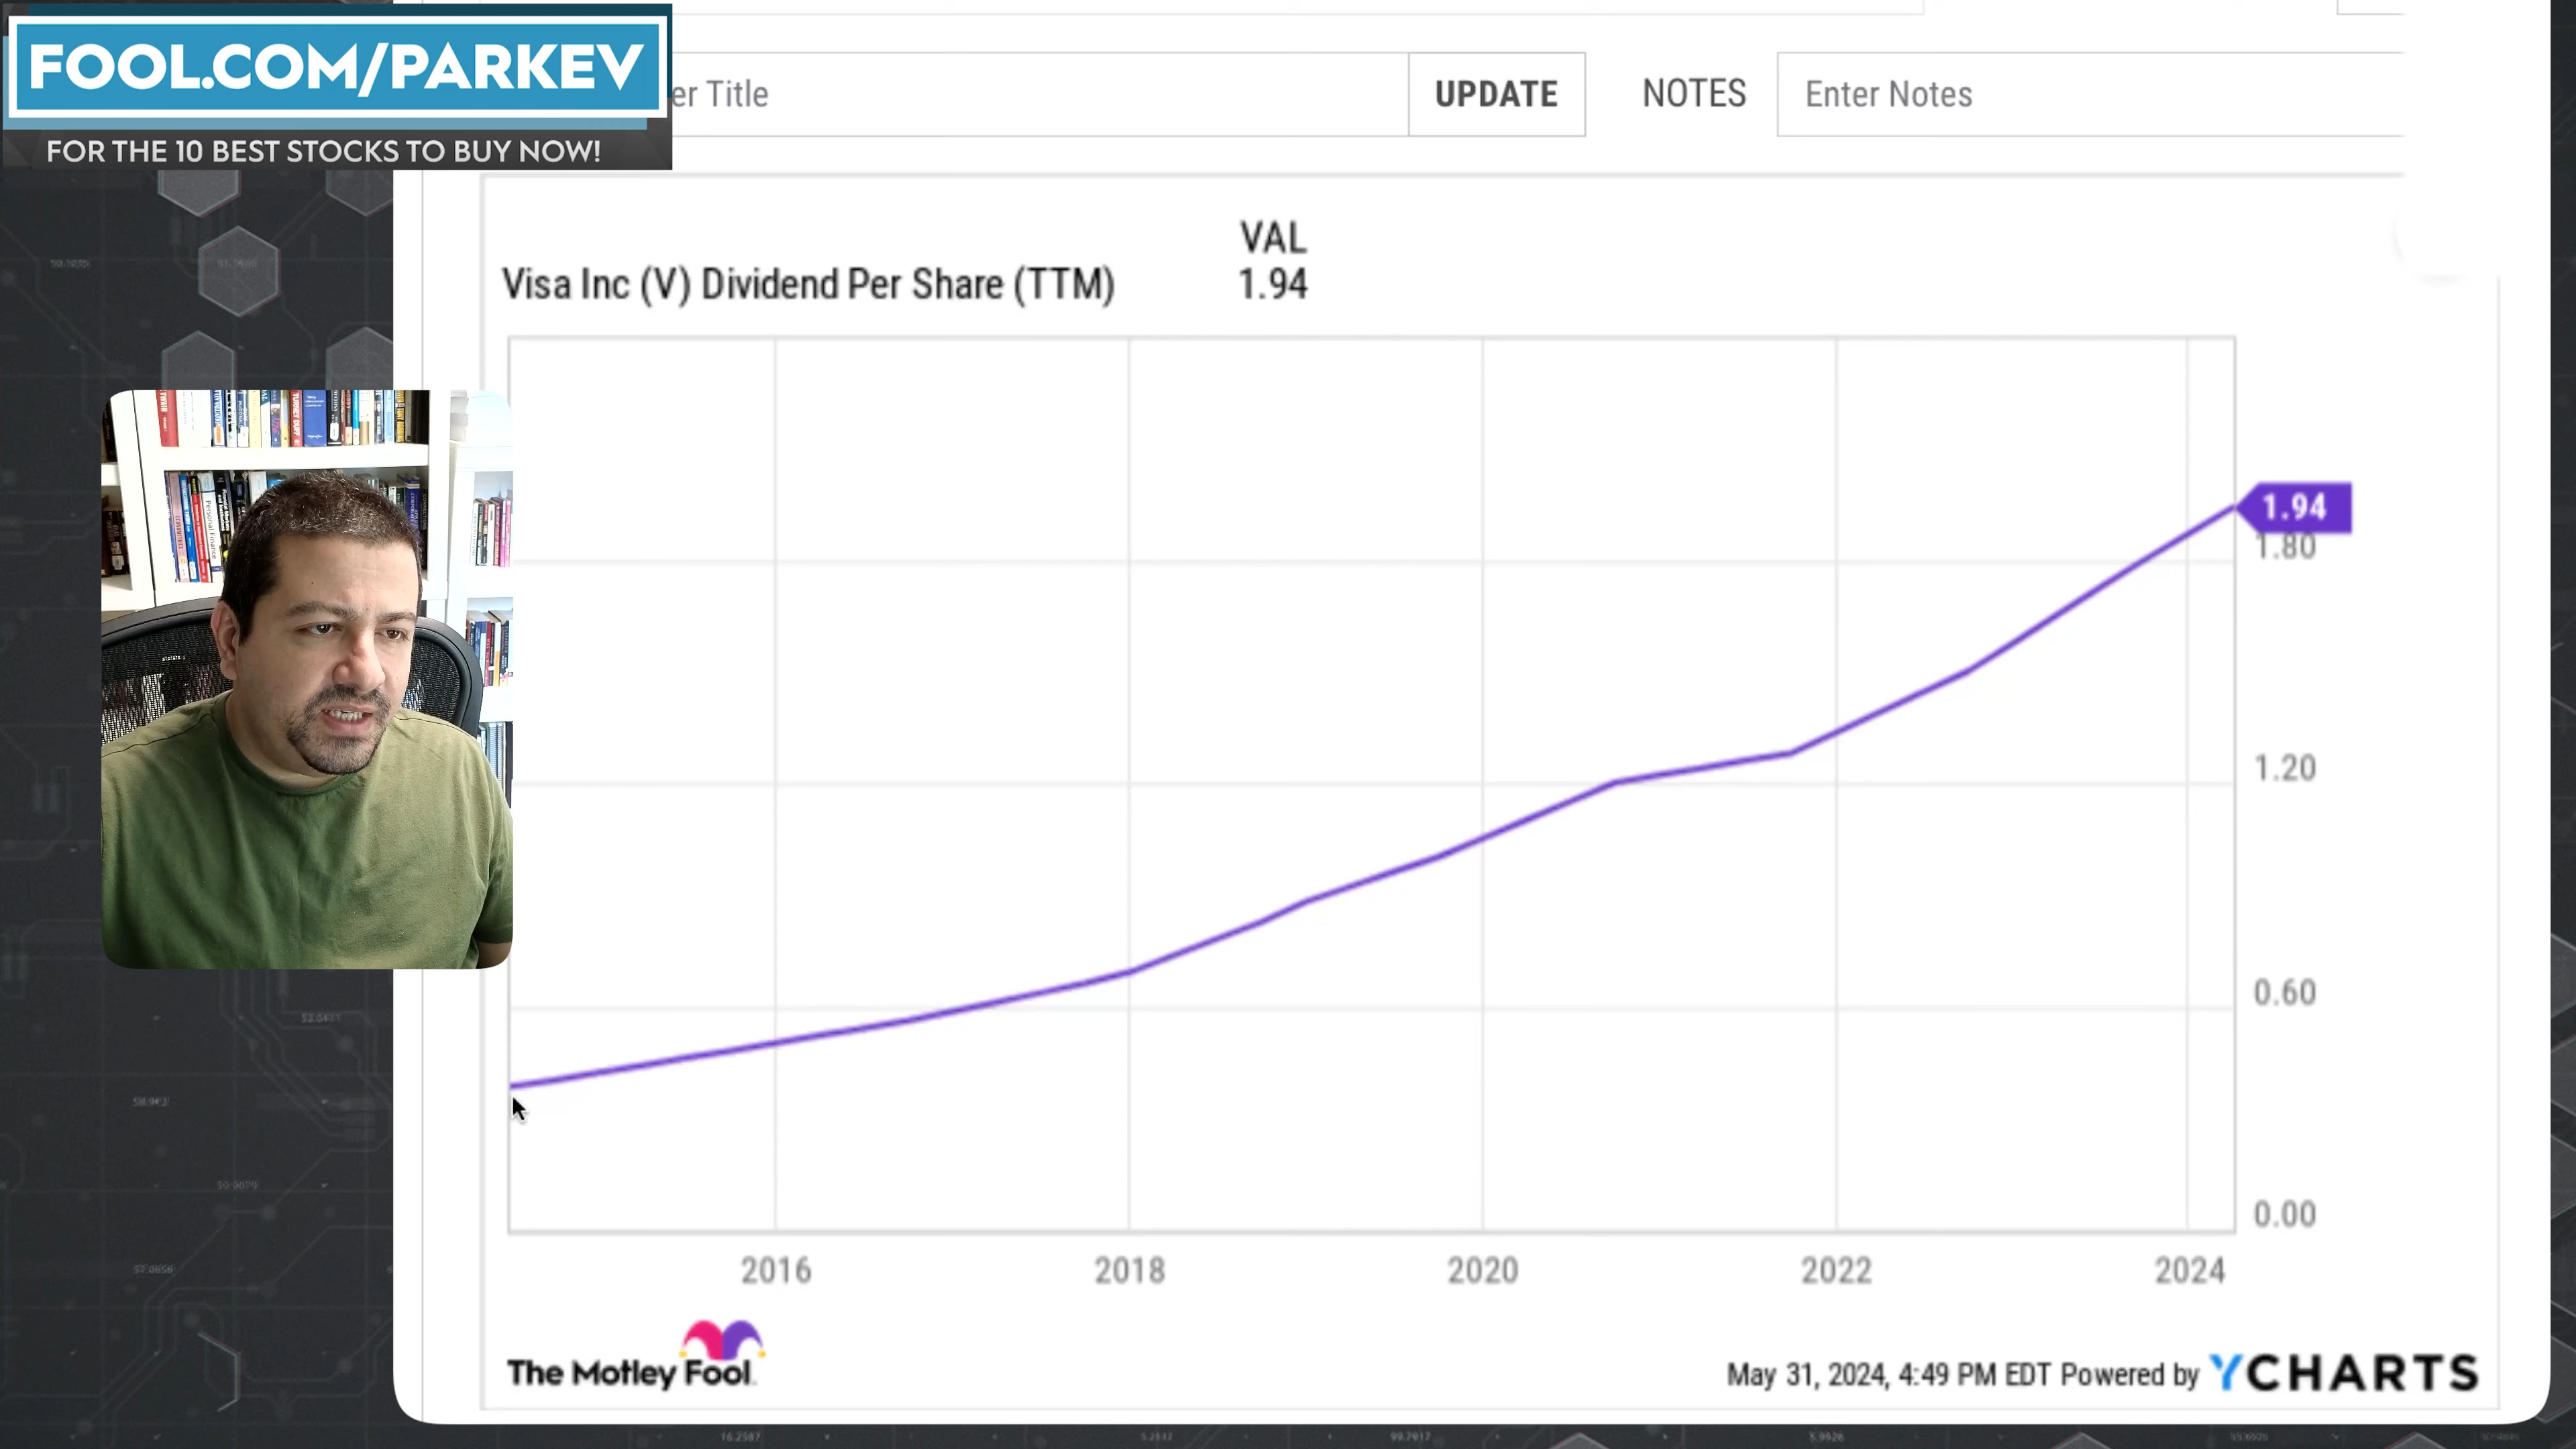 FOOL.COM/PARKEV
FOR THE 10 BEST STOCKS TO BUY NOW!
er Title
UPDATE
NOTES
Enter Notes
VAL
Visa Inc (V) Dividend Per Share (TTM)
1.94
1.94
1.80
1.20
0.60
0.00
2016
2018
2020
2022
2024
The Motley Fool
May 31, 2024, 4:49 PM EDT Powered by YCHARTS